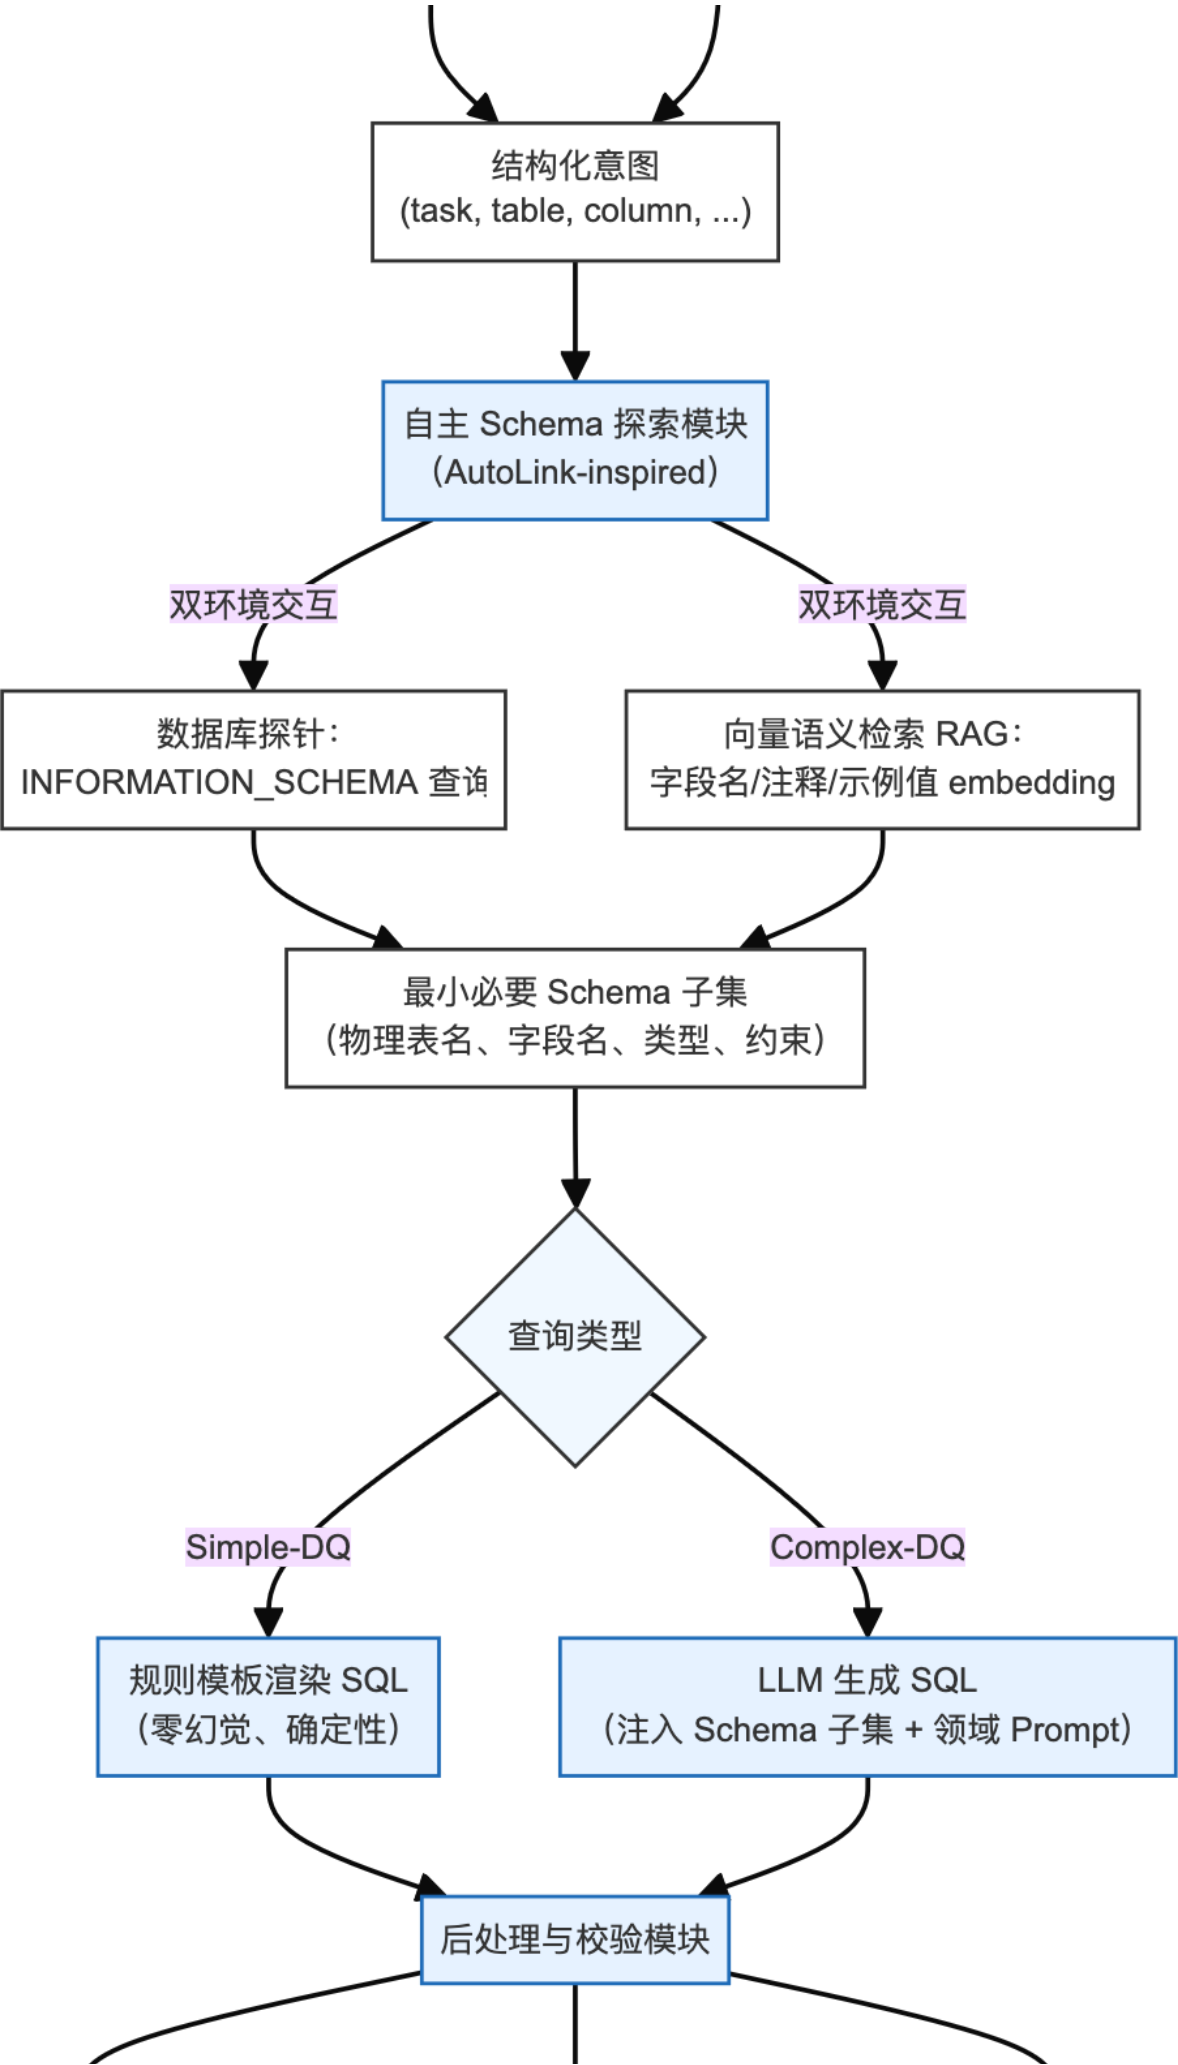 结构化意图
(task, table, column, ...)
自主 Schema 探索模块
（AutoLink-inspired）
双环境交互
双环境交互
数据库探针：
INFORMATION_SCHEMA 查询
向量语义检索 RAG：
字段名/注释/示例值 embedding
最小必要 Schema 子集
（物理表名、字段名、类型、约束）
查询类型
Simple-DQ
Complex-DQ
规则模板渲染 SQL
（零幻觉、确定性）
LLM 生成 SQL
（注入 Schema 子集 + 领域 Prompt）
后处理与校验模块